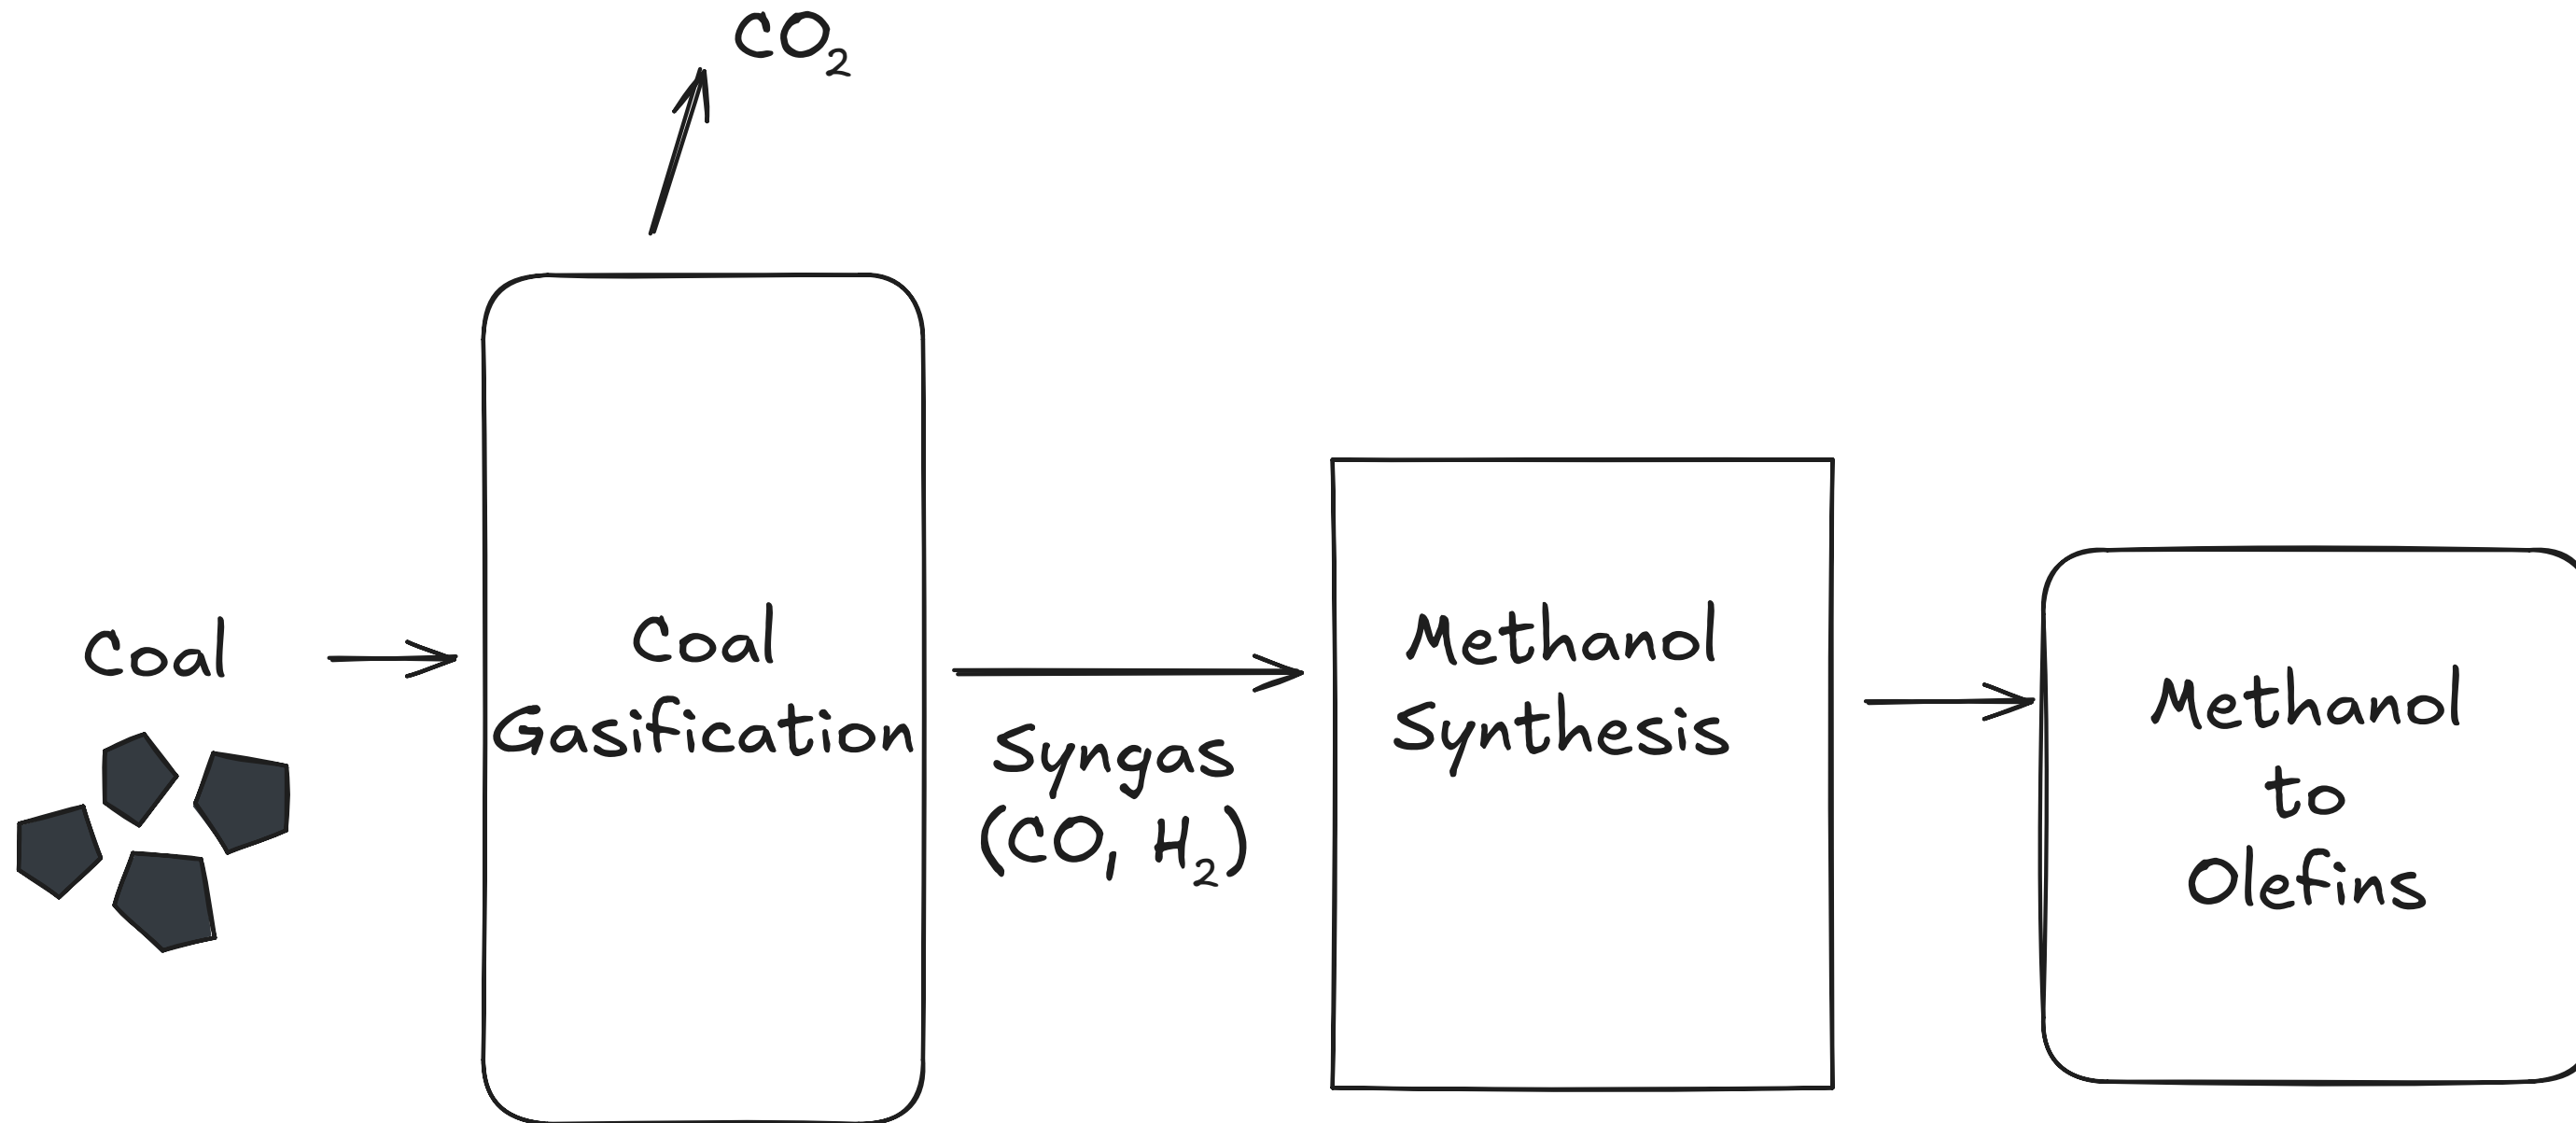 CO₂
Coal
Coal
Gasification
Syngas
(CO, H₂)
Methanol
Synthesis
Methanol
to
Olefins